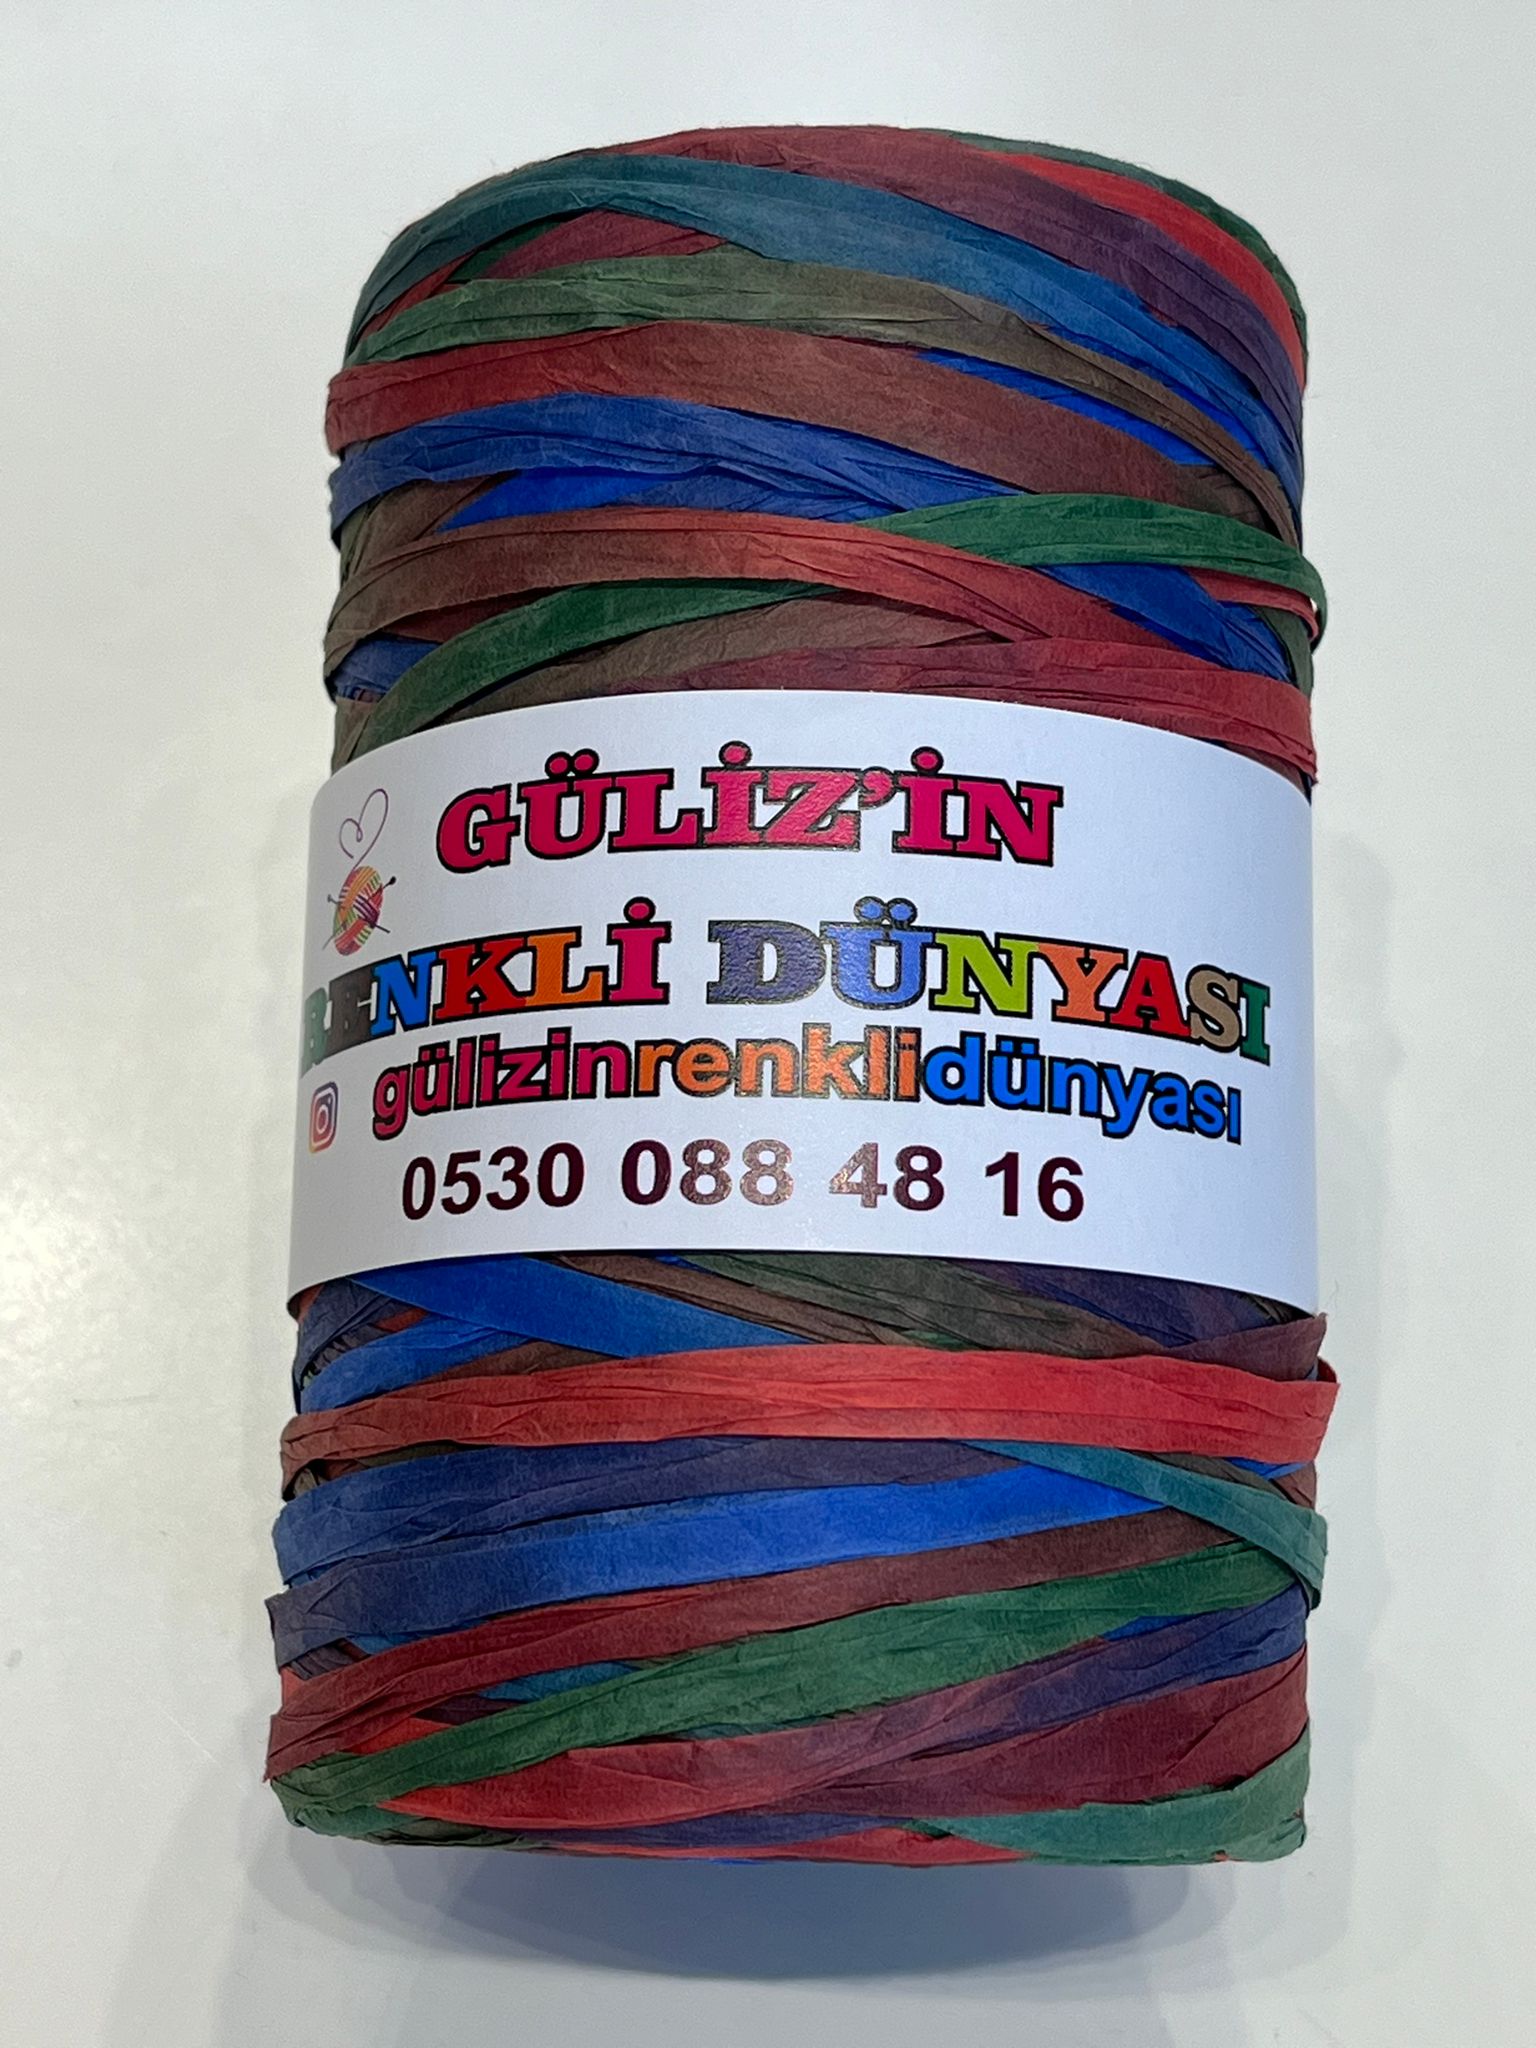 GÜLİZ'İN
RENKLİ DÜNYASI
gülizinrenklidünyası
0530 088 48 16